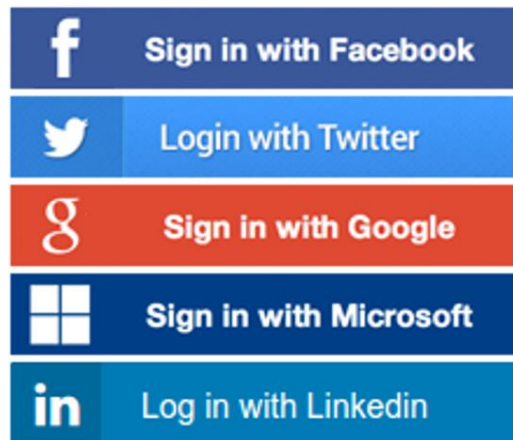 f Sign in with Facebook
Login with Twitter
g Sign in with Google
Sign in with Microsoft
in Log in with Linkedin